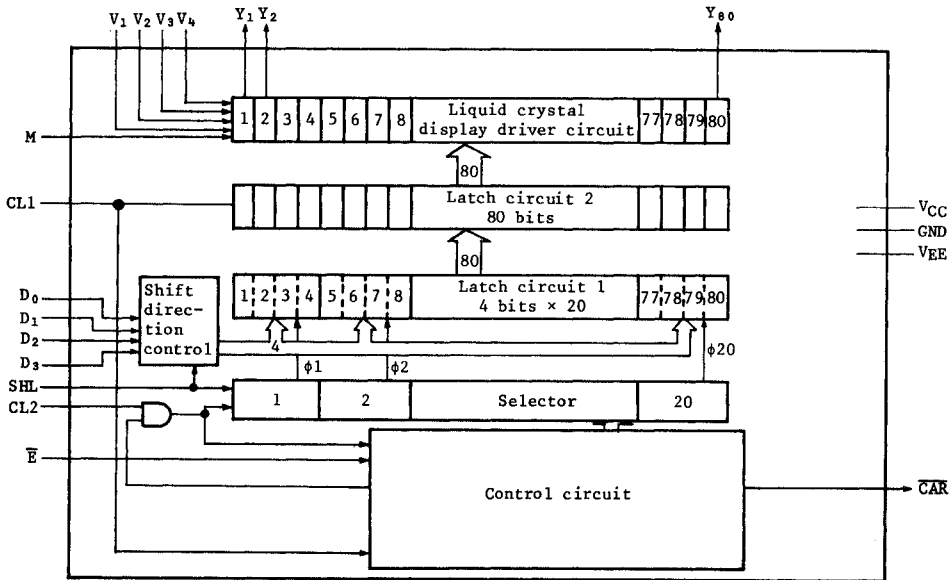 V1 V2 V3 V4 Y1 Y2 Y80
M
1 2 3 4 5 6 7 8 Liquid crystal display driver circuit 77 78 79 80
80
CL1
Latch circuit 2
80 bits
VCC
GND
VEE
80
D0
D1
D2
D3
Shift
direc-
tion
control
1 2 3 4 5 6 7 8 Latch circuit 1 77 78 79 80
4 bits × 20
4
φ1 φ2 φ20
SHL
CL2
1 2 Selector 20
E̅
Control circuit
C̅A̅R̅